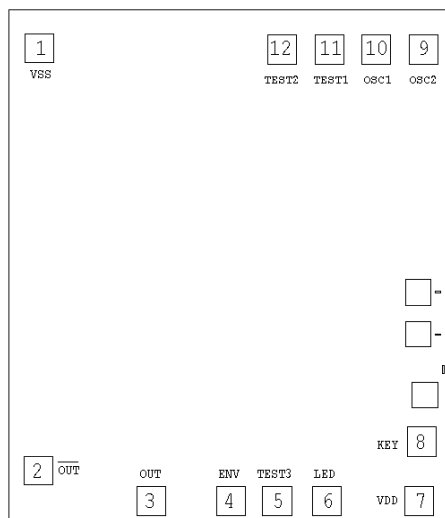 1 12 11 10 9
VSS TEST2 TEST1 OSC1 OSC2
KEY 8
2 OUT
OUT ENV TEST3 LED
3 4 5 6 VDD 7